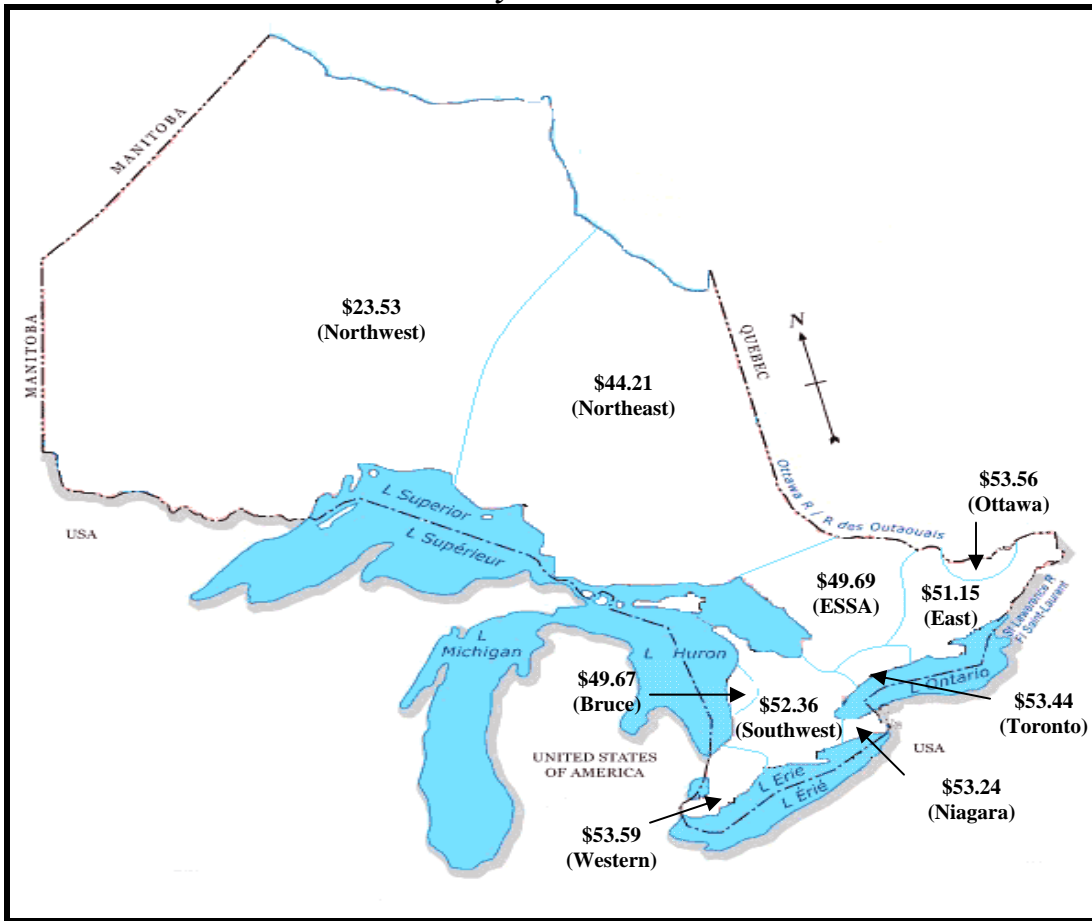 MANITOBA
MANITOBA
$23.53
(Northwest)
$44.21
(Northeast)
QUEBEC
N
Ottawa R / R des Outaouais
$53.56
(Ottawa)
USA
L Superior
L Supérieur
$49.69
(ESSA)
$51.15
(East)
St Lawerence R
Fl Saint-Laurent
L
Michigan
L Huron
$49.67
(Bruce)
$52.36
(Southwest)
L Ontario
$53.44
(Toronto)
UNITED STATES
OF AMERICA
USA
L Erie
L Érié
$53.24
(Niagara)
$53.59
(Western)